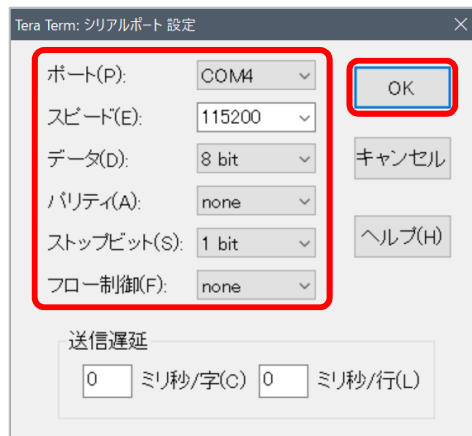 Tera Term: シリアルポート 設定
ポート(P): COM4
OK
スピード(E): 115200
データ(D): 8 bit
キャンセル
パリティ(A): none
ストップビット(S): 1 bit
ヘルプ(H)
フロー制御(F): none
送信遅延
0 ミリ秒/字(C) 0 ミリ秒/行(L)